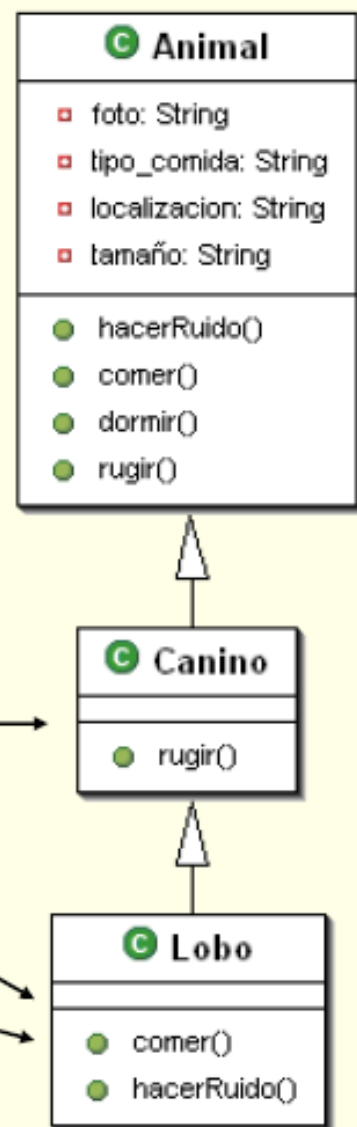 C Animal
foto: String
tipo_comida: String
localizacion: String
tamaño: String
hacerRuido()
comer()
dormir()
rugir()
C Canino
rugir()
C Lobo
comer()
hacerRuido()